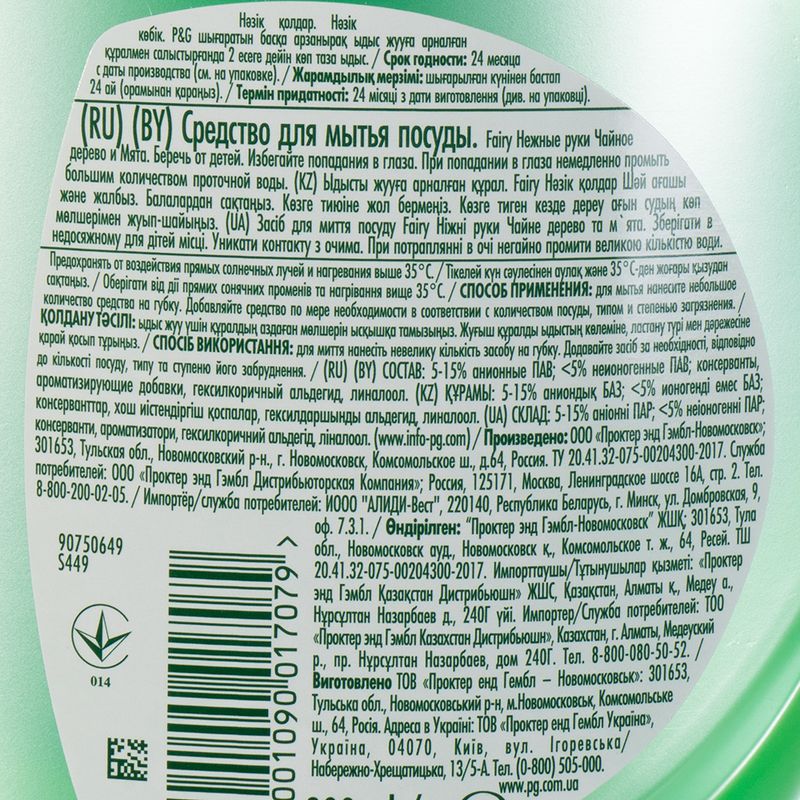 Нәзік қолдар. Нәзік
көбік. P&G шығаратын басқа арзанырақ ыдыс жууға арналған
құралмен салыстырғанда 2 есеге дейін көп таза ыдыс. / Срок годности: 24 месяца
с даты производства (см. на упаковке). / Жарамдылық мерзімі: шығарылған күнінен бастап
24 ай (орамынан қараңыз). / Термін придатності: 24 місяці з дати виготовлення (див. на упаковці).
(RU) (BY) Средство для мытья посуды. Fairy Нежные руки Чайное
дерево и Мята. Беречь от детей. Избегайте попадания в глаза. При попадании в глаза немедленно промыть
большим количеством проточной воды. (KZ) Ыдысты жууға арналған құрал. Fairy Нәзік қолдар Шәй ағашы
және жалбыз. Балалардан сақтаңыз. Көзге тиюіне жол бермеңіз. Көзге тиген кезде дереу ағын судың көп
мөлшерімен жуып-шайыңыз. (UA) Засіб для миття посуду Fairy Ніжні руки Чайне дерево та м`ята. Зберігати в
недосяжному для дітей місці. Уникати контакту з очима. При потраплянні в очі негайно промити великою кількістю води.
Предохранять от воздействия прямых солнечных лучей и нагревания выше 35°C. / Тікелей күн сәулесінен аулақ және 35°C-ден жоғары қызудан
сақтаңыз. / Оберігати від дії прямих сонячних променів та нагрівання вище 35°C. / СПОСОБ ПРИМЕНЕНИЯ: для мытья нанесите небольшое
количество средства на губку. Добавляйте средство по мере необходимости в соответствии с количеством посуды, типом и степенью загрязнения. /
ҚОЛДАНУ ТӘСІЛІ: ыдыс жуу үшін құралдың аздаған мөлшерін ысқышқа тамызыңыз. Жуғыш құралды ыдыстың көлеміне, ластану түрі мен дәрежесіне
қарай қосып тұрыңыз. / СПОСІБ ВИКОРИСТАННЯ: для миття нанесіть невелику кількість засобу на губку. Додавайте засіб за необхідності, відповідно
до кількості посуду, типу та ступеню його забруднення. / (RU) (BY) СОСТАВ: 5-15% анионные ПАВ; <5% неионогенные ПАВ; консерванты,
ароматизирующие добавки, гексилкоричный альдегид, линалоол. (KZ) ҚҰРАМЫ: 5-15% аниондық БАЗ; <5% ионогенді емес БАЗ;
консерванттар, хош иістендіргіш қоспалар, гексилдаршынды альдегид, линалоол. (UA) СКЛАД: 5-15% аніонні ПАР; <5% неіоногенні ПАР;
консерванти, ароматизатори, гексилкоричний альдегід, ліналоол. (www.info-pg.com) / Произведено: ООО «Проктер энд Гэмбл-Новомосковск»;
301653, Тульская обл., Новомосковский р-н., г. Новомосковск, Комсомольское ш., д.64, Россия. ТУ 20.41.32-075-00204300-2017. Служба
потребителей: ООО «Проктер энд Гэмбл Дистрибьюторская Компания»; Россия, 125171, Москва, Ленинградское шоссе 16А, стр. 2. Тел.
8-800-200-02-05. / Импортёр/служба потребителей: ИООО "АЛИДИ-Вест", 220140, Республика Беларусь, г. Минск, ул. Домбровская, 9,
оф. 7.3.1. / Өндірілген: "Проктер энд Гэмбл-Новомосковск" ЖШҚ; 301653, Тула
обл., Новомосковск ауд., Новомосковск қ., Комсомольское т. ж., 64, Ресей. ТШ
20.41.32-075-00204300-2017. Импорттаушы/Тұтынушылар қызметі: «Проктер
энд Гэмбл Қазақстан Дистрибьюшн» ЖШС, Қазақстан, Алматы қ., Медеу а.,
Нұрсұлтан Назарбаев д., 240Г үйі. Импортер/Служба потребителей: ТОО
«Проктер энд Гэмбл Казахстан Дистрибьюшн», Казахстан, г. Алматы, Медеуский
р., пр. Нұрсұлтан Назарбаев, дом 240Г. Тел. 8-800-080-50-52. /
Виготовлено ТОВ «Проктер енд Гембл – Новомосковськ»: 301653,
Тульська обл., Новомосковський р-н, м.Новомосковськ, Комсомольське
ш., 64, Росія. Адреса в Україні: ТОВ «Проктер енд Гембл Україна»,
Україна 04070, Київ, вул. Ігоревська/
Набережно-Хрещатицька, 13/5-А. Тел. (0-800) 505-000.
www.pg.com.ua
90750649
S449
014
001090 017079 >